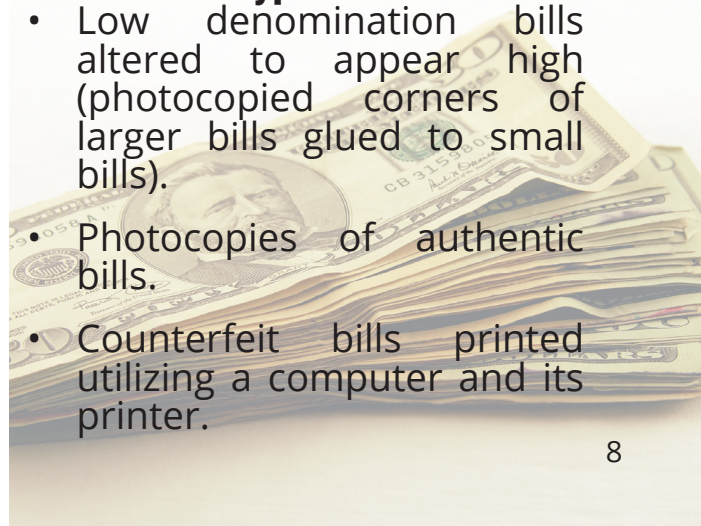 • Low denomination bills
altered to appear high
(photocopied corners of
larger bills glued to small
bills).
• Photocopies of authentic
bills.
• Counterfeit bills printed
utilizing a computer and its
printer.
8